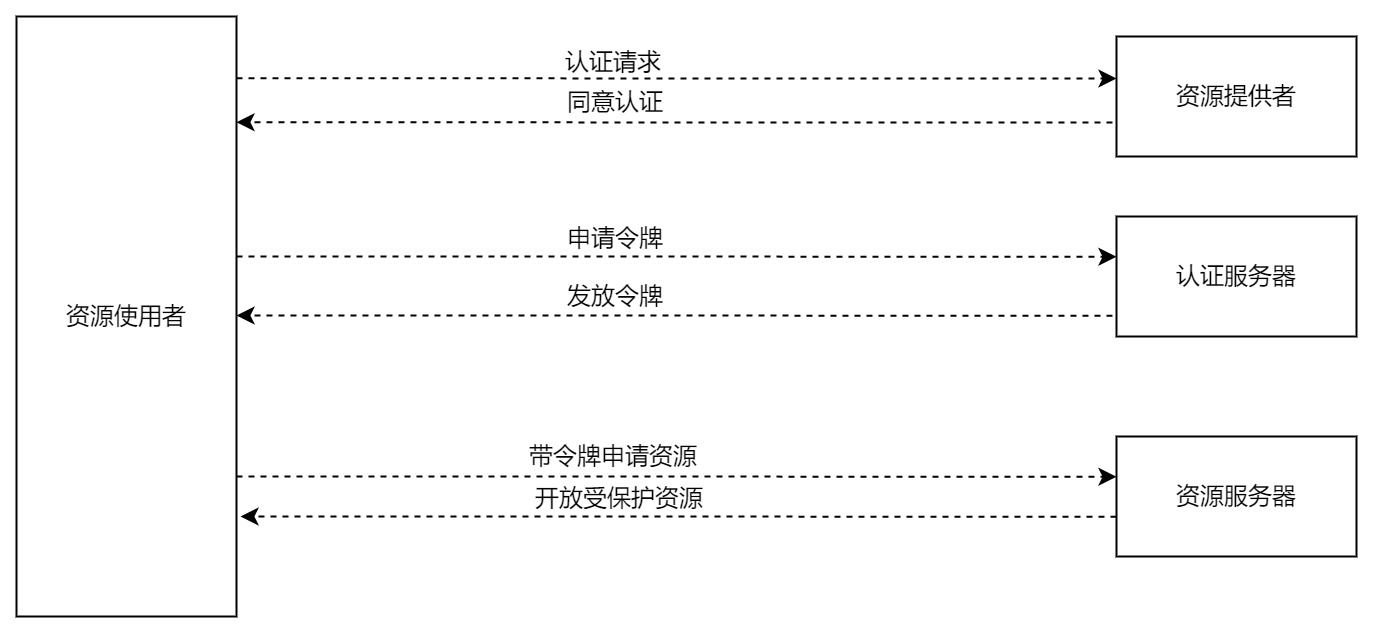 认证请求
同意认证
资源提供者
申请令牌
发放令牌
认证服务器
资源使用者
带令牌申请资源
开放受保护资源
资源服务器